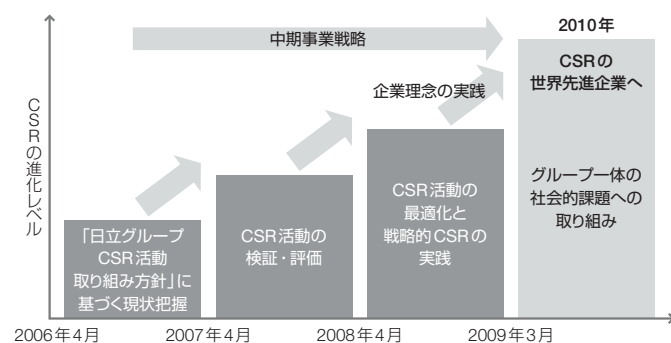 2010年
中期事業戦略
CSRの
世界先進企業へ
企業理念の実践
CSRの進化レベル
「日立グループ
CSR活動
取り組み方針」に
基づく現状把握
CSR活動の
検証・評価
CSR活動の
最適化と
戦略的CSRの
実践
グループ一体の
社会的課題への
取り組み
2006年4月
2007年4月
2008年4月
2009年3月